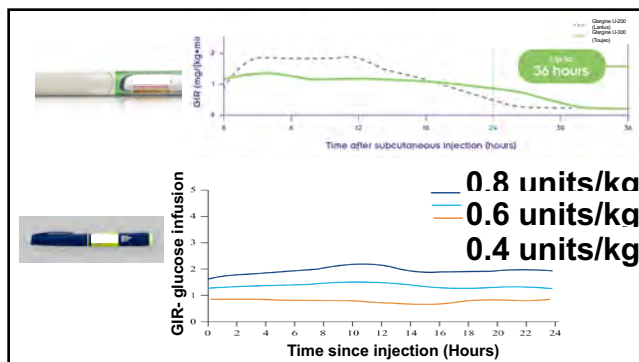 Glargine U-200
(Lantus)
Glargine U-300
(Toujeo)
GIR (mg/[kg•min
2
1
0
Up to
36 hours
6 12 24 30 36
Time after subcutaneous injection (hours)
0.8 units/kg
0.6 units/kg
0.4 units/kg
GIR- glucose infusion
5
4
3
2
1
0
0 2 4 6 8 10 12 14 16 18 20 22 24
Time since injection (Hours)